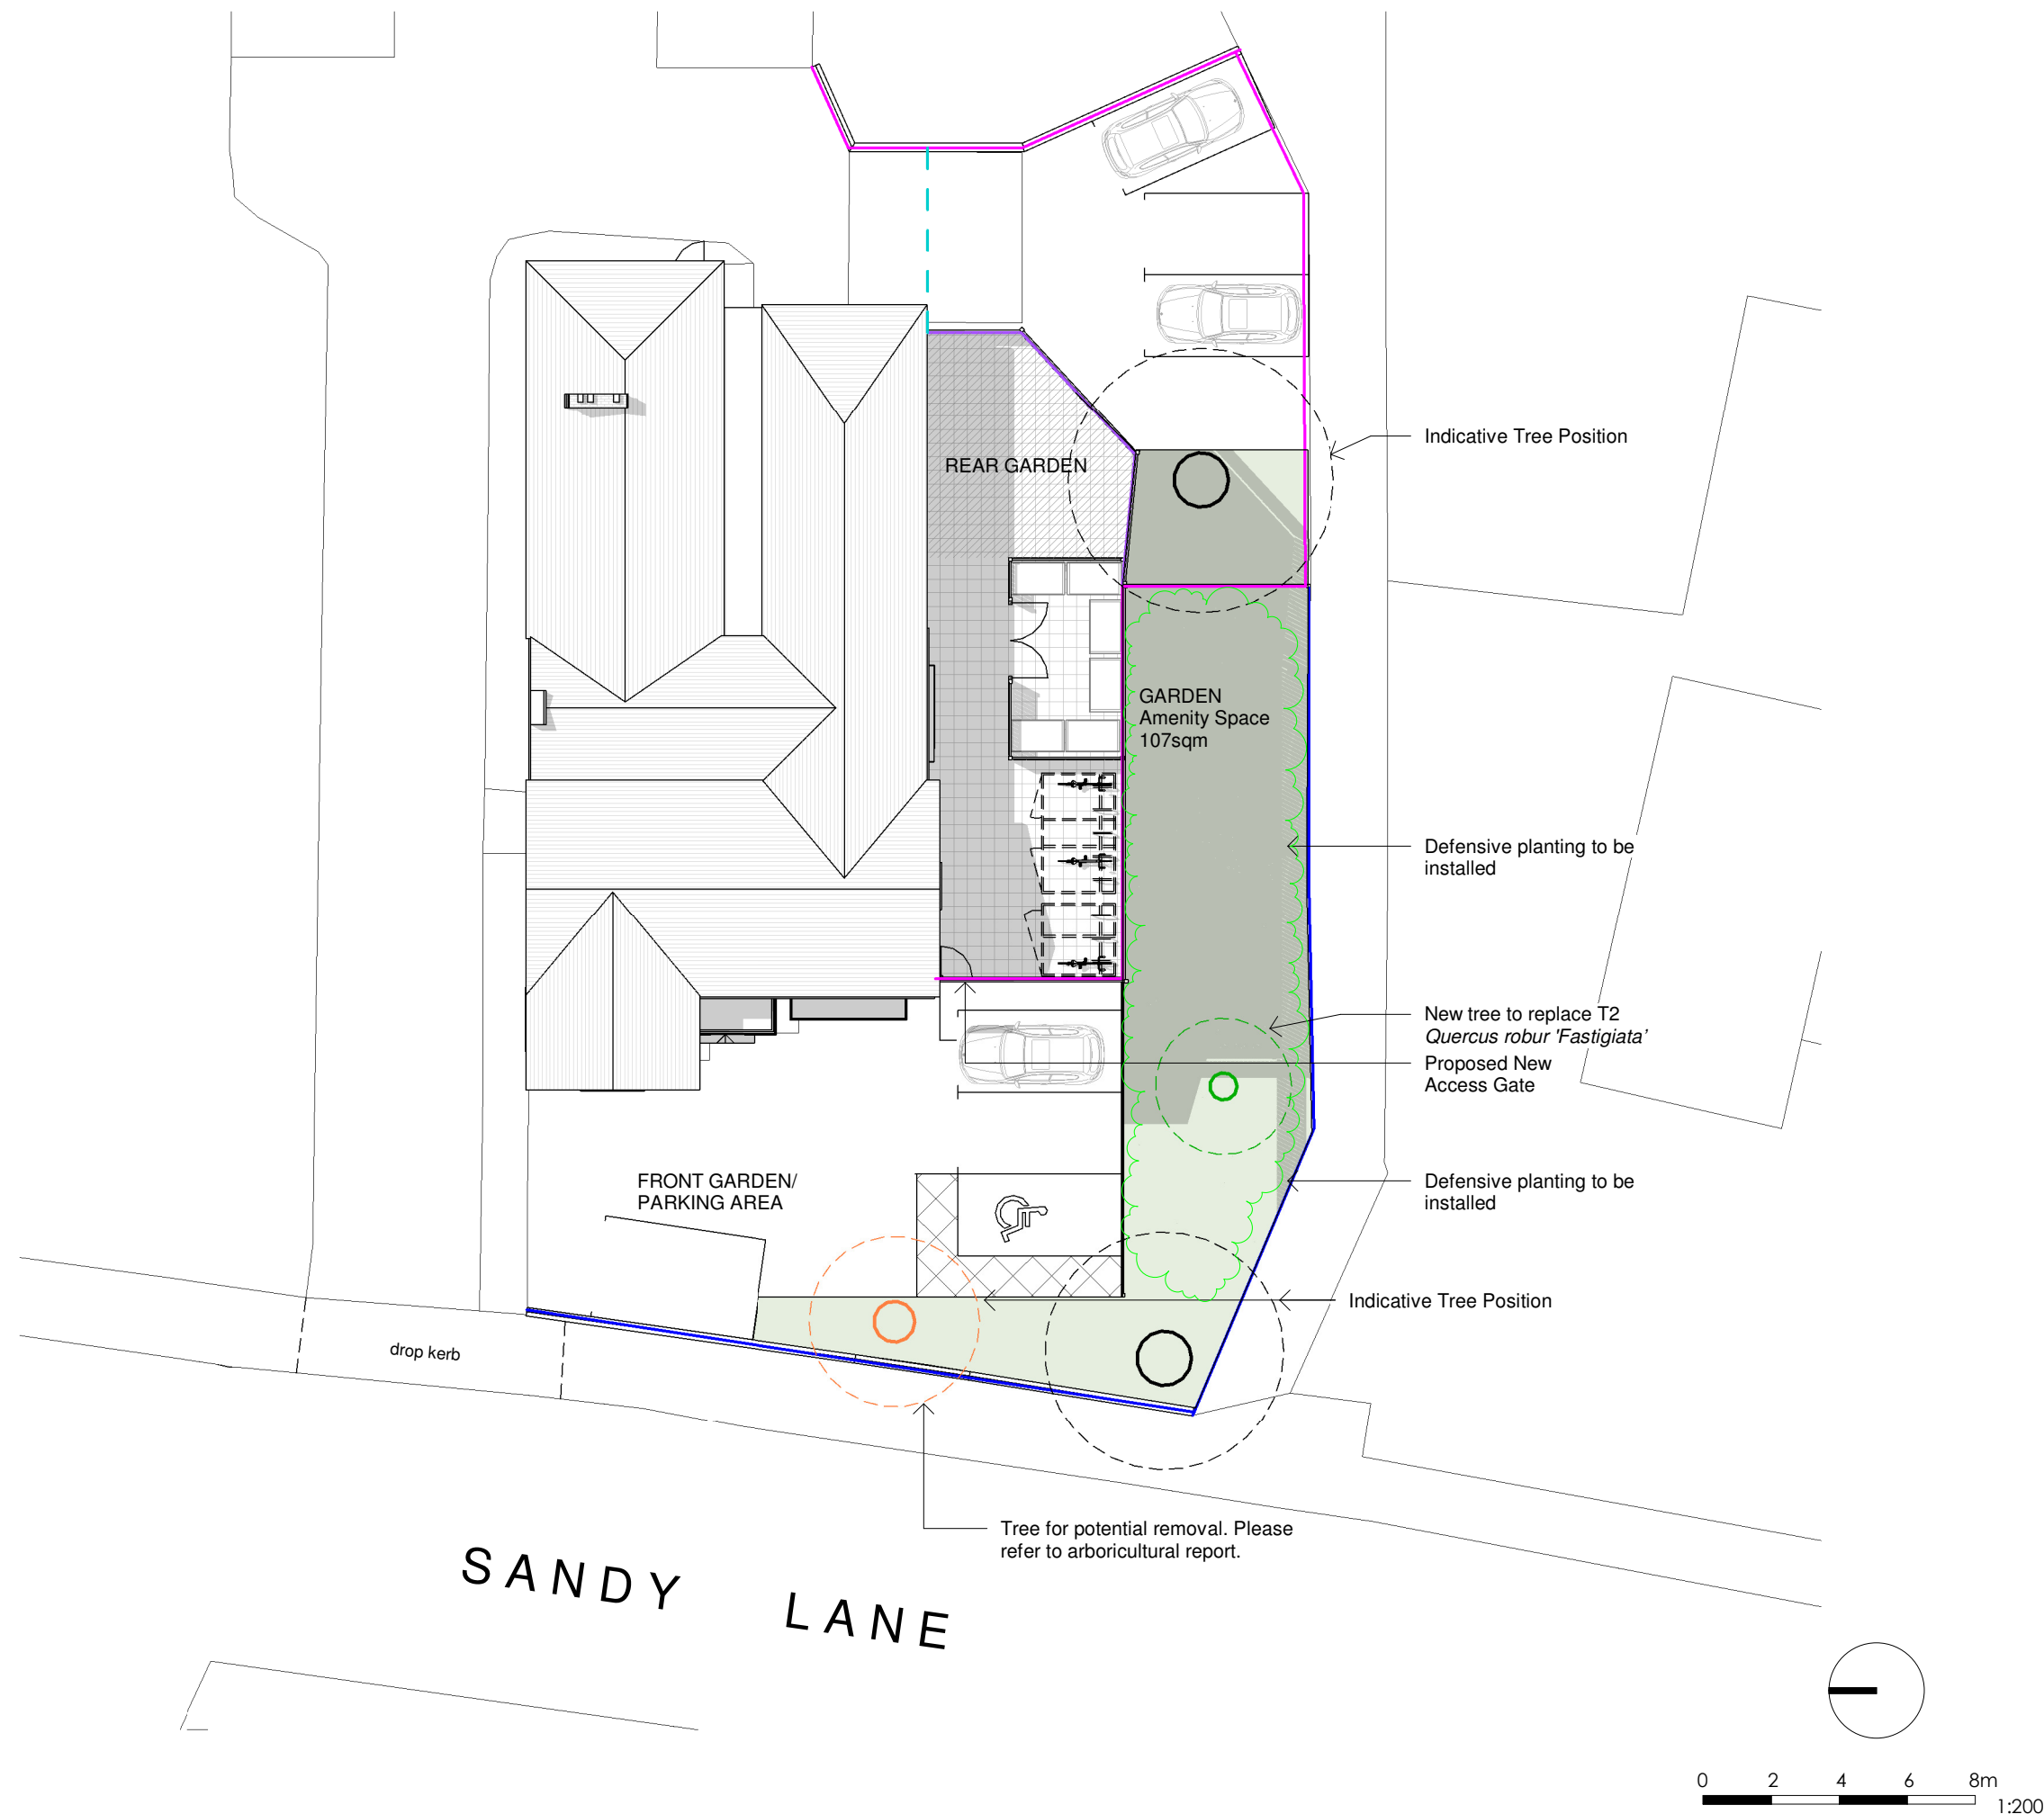 Indicative Tree Position
REAR GARDEN
GARDEN
Amenity Space
107sqm
Defensive planting to be
installed
New tree to replace T2
Quercus robur 'Fastigiata'
Proposed New
Access Gate
FRONT GARDEN/
PARKING AREA
Defensive planting to be
installed
Indicative Tree Position
drop kerb
Tree for potential removal. Please
refer to arboricultural report.
SANDY LANE
0 2 4 6 8m
1:200